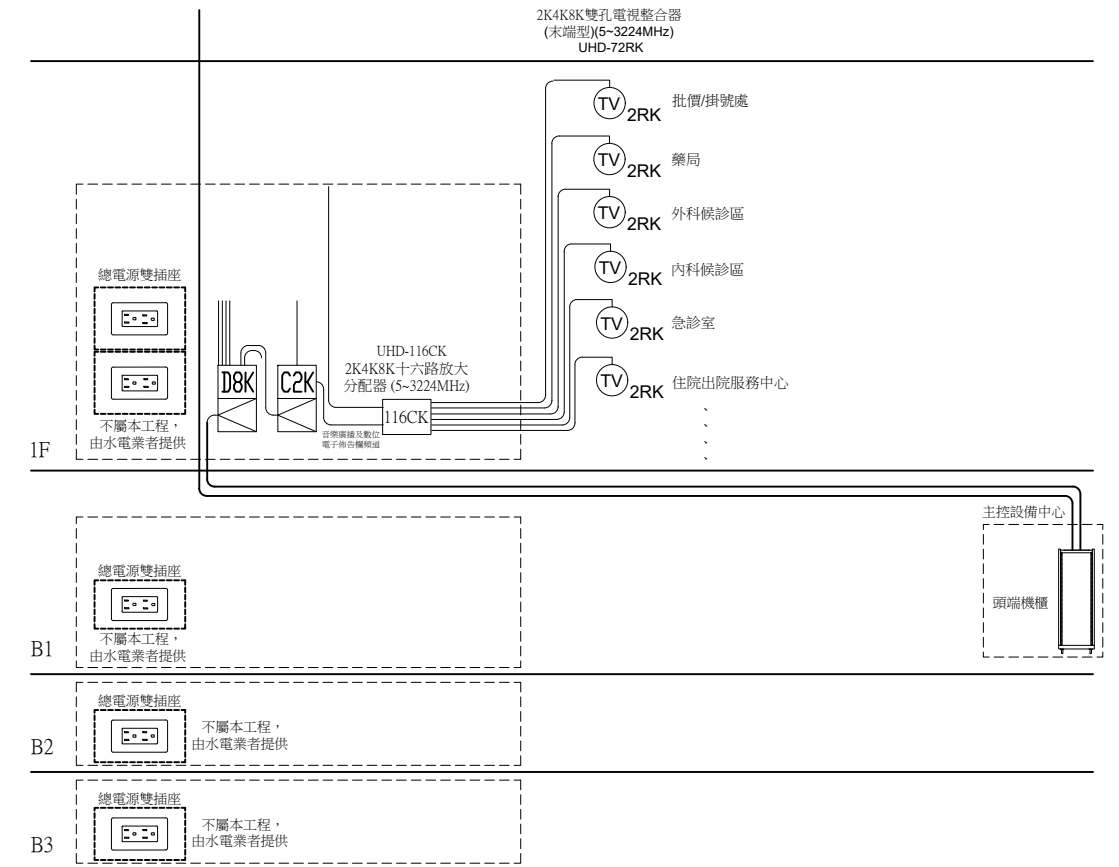 2K4K8K雙孔電視整合器
(末端型)(5~3224MHz)
UHD-72RK
TV
2RK
批價/掛號處
TV
2RK
藥局
TV
2RK
外科候診區
TV
2RK
內科候診區
TV
2RK
急診室
TV
2RK
住院出院服務中心
、
、
、
、
總電源雙插座
不屬本工程，
由水電業者提供
D8K
C2K
UHD-116CK
2K4K8K十六路放大
分配器 (5~3224MHz)
116CK
音樂廣播及數位
電子佈告欄頻道
1F
主控設備中心
頭端機櫃
總電源雙插座
不屬本工程，
由水電業者提供
B1
總電源雙插座
不屬本工程，
由水電業者提供
B2
總電源雙插座
不屬本工程，
由水電業者提供
B3